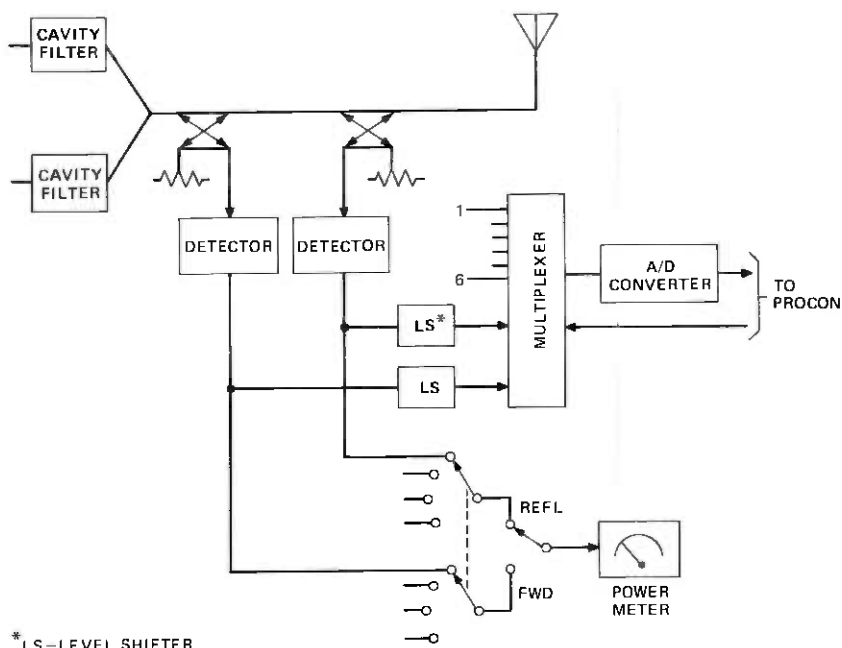 CAVITY
FILTER
CAVITY
FILTER
DETECTOR
DETECTOR
1
6
MULTIPLEXER
A/D
CONVERTER
TO
PROCON
LS*
LS
REFL
FWD
POWER
METER
*LS-LEVEL SHIFTER